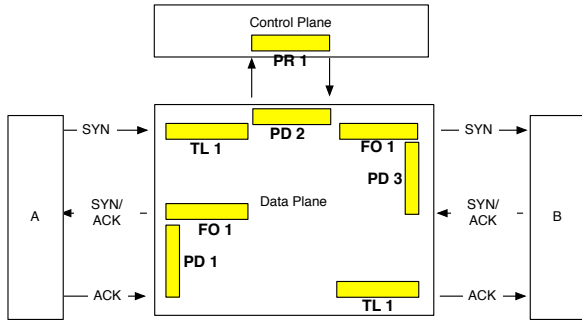 Control Plane
PR 1
SYN
TL 1
PD 2
FO 1
SYN
PD 3
A
SYN/
ACK
FO 1
Data Plane
SYN/
ACK
B
PD 1
ACK
TL 1
ACK